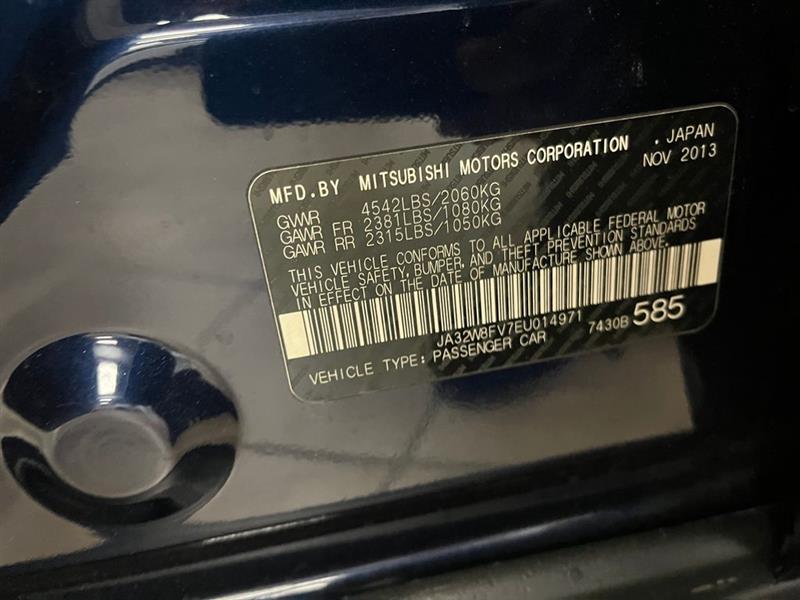 MFD.BY MITSUBISHI MOTORS CORPORATION . JAPAN
NOV 2013
GVWR 4542LBS/2060KG
GAWR FR 2381LBS/1080KG
GAWR RR 2315LBS/1050KG
THIS VEHICLE CONFORMS TO ALL APPLICABLE FEDERAL MOTOR
VEHICLE SAFETY, BUMPER, AND THEFT PREVENTION STANDARDS
IN EFFECT ON THE DATE OF MANUFACTURE SHOWN ABOVE.
JA32W8FV7EU014971 7430B 585
VEHICLE TYPE: PASSENGER CAR